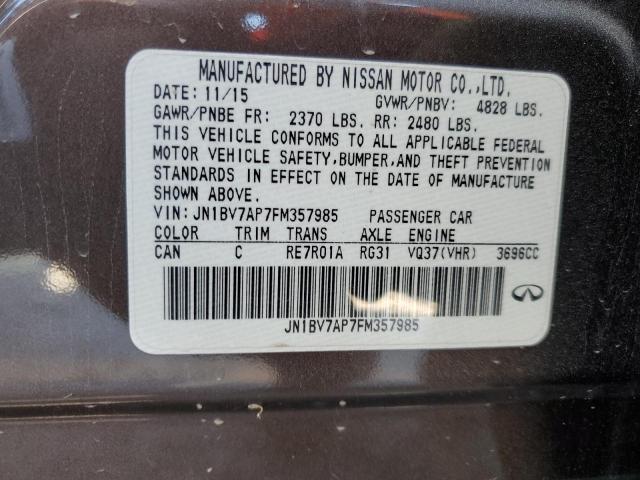 MANUFACTURED BY NISSAN MOTOR CO.,LTD.
DATE: 11/15 GVWR/PNBV: 4828 LBS.
GAWR/PNBE FR: 2370 LBS. RR: 2480 LBS.
THIS VEHICLE CONFORMS TO ALL APPLICABLE FEDERAL
MOTOR VEHICLE SAFETY,BUMPER,AND THEFT PREVENTION
STANDARDS IN EFFECT ON THE DATE OF MANUFACTURE
SHOWN ABOVE.
VIN: JN1BV7AP7FM357985 PASSENGER CAR
COLOR TRIM TRANS AXLE ENGINE
CAN C RE7R01A RG31 VQ37(VHR) 3696CC
JN1BV7AP7FM357985